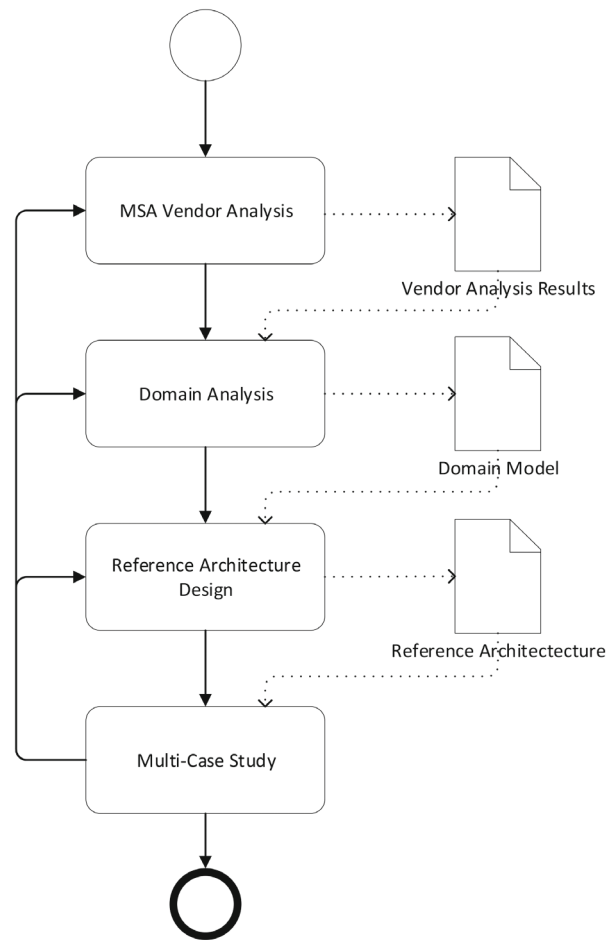 MSA Vendor Analysis
Vendor Analysis Results
Domain Analysis
Domain Model
Reference Architecture
Design
Reference Architectecture
Multi-Case Study